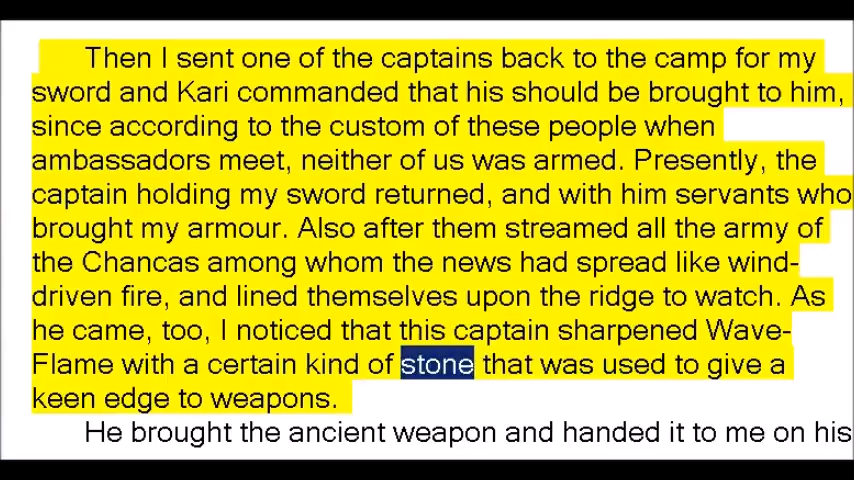 Then I sent one of the captains back to the camp for my
sword and Kari commanded that his should be brought to him,
since according to the custom of these people when
ambassadors meet, neither of us was armed. Presently, the
captain holding my sword returned, and with him servants who
brought my armour. Also after them streamed all the army of
the Chancas among whom the news had spread like wind-
driven fire, and lined themselves upon the ridge to watch. As
he came, too, I noticed that this captain sharpened Wave-
Flame with a certain kind of stone that was used to give a
keen edge to weapons.
He brought the ancient weapon and handed it to me on his